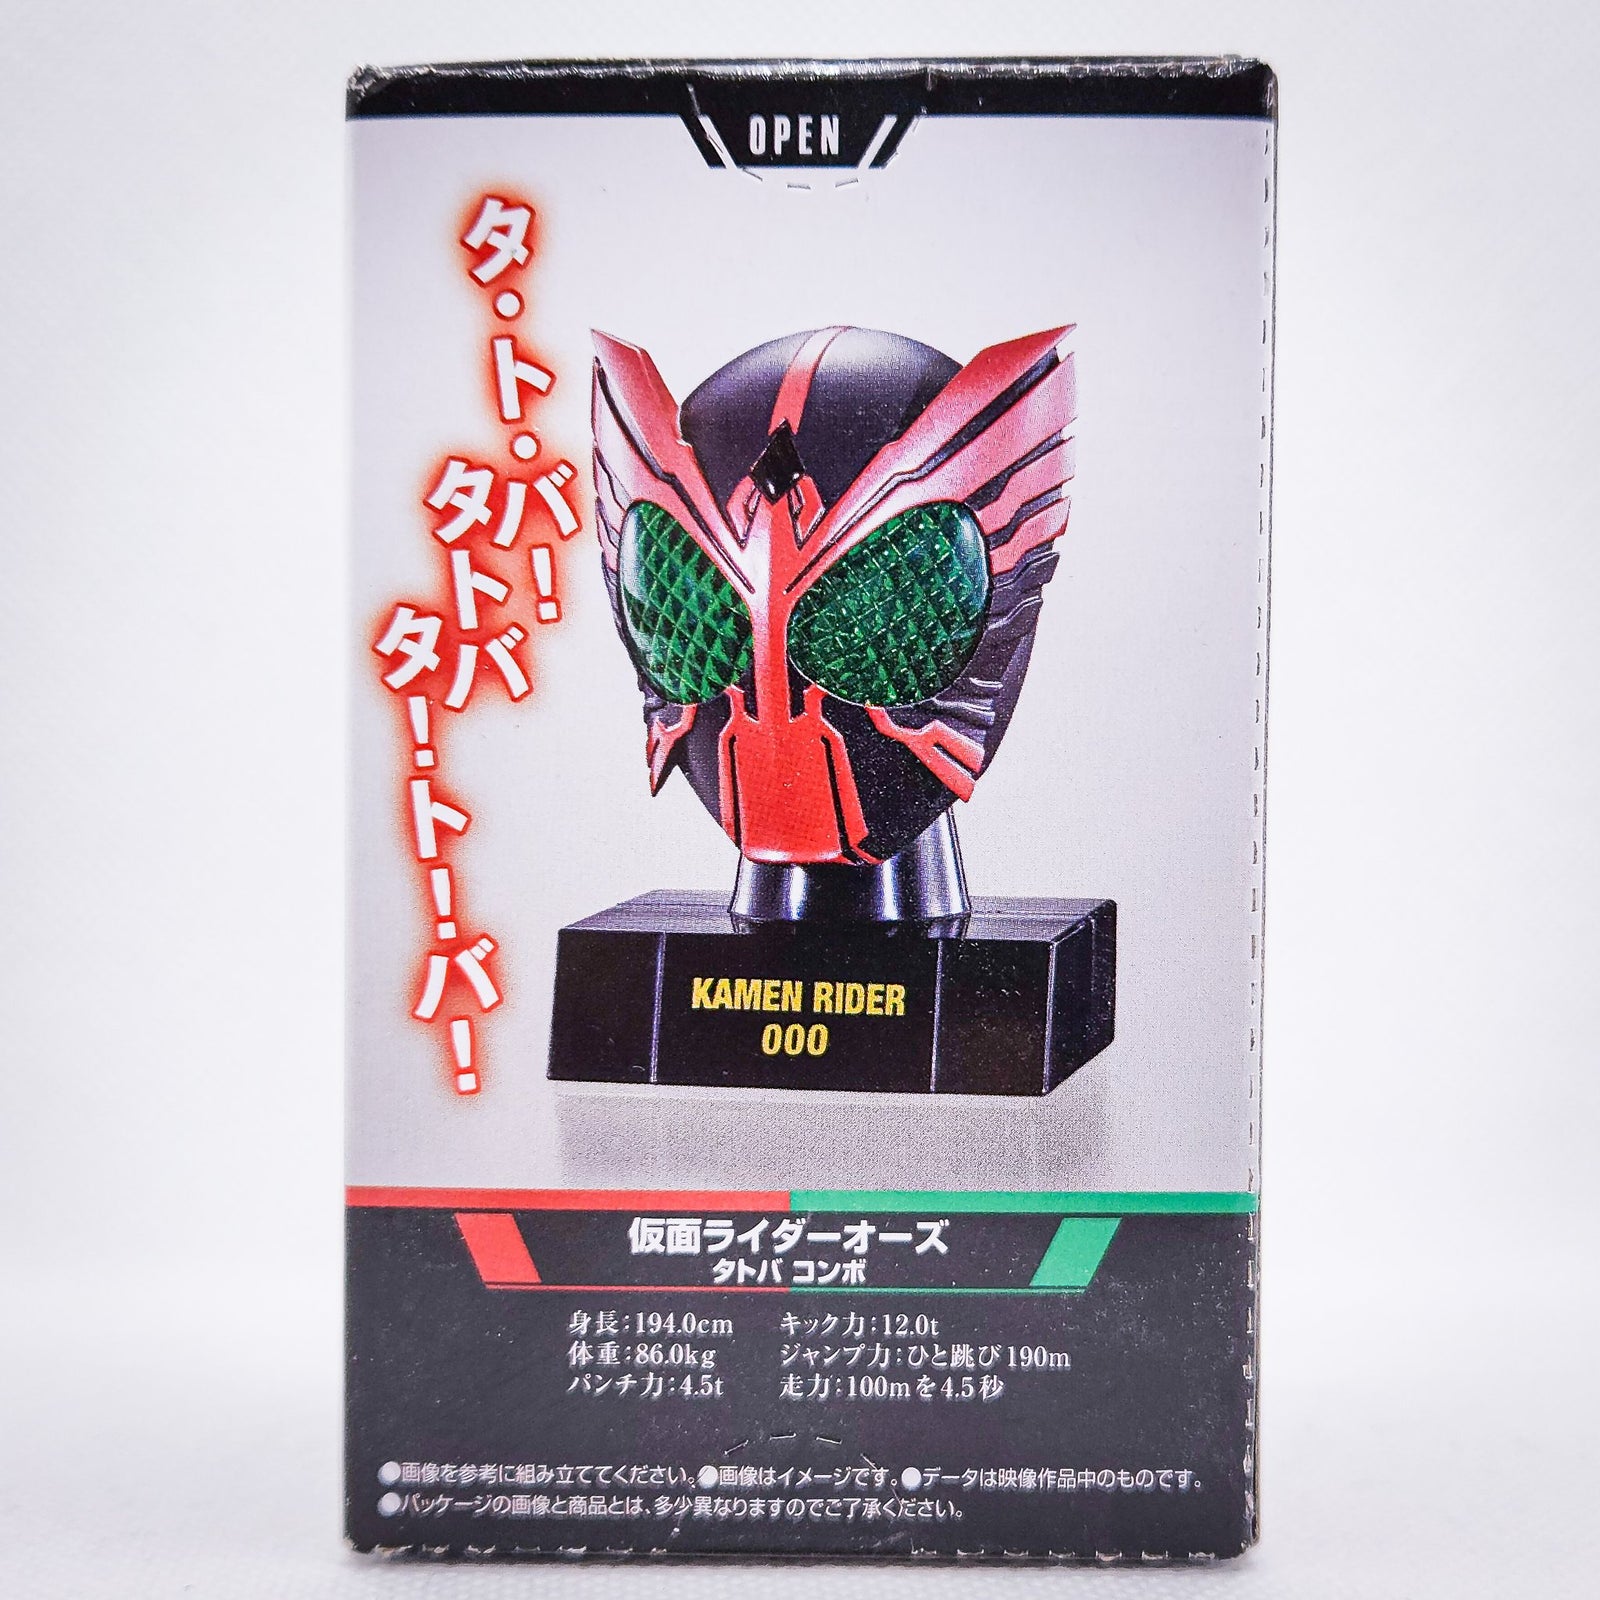 OPEN
タ・ト・バ!
タトバ
タ!ト!バ!
KAMEN RIDER
OOO
仮面ライダーオーズ
タトバ コンボ
身長:194.0cm
体重:86.0kg
パンチ力:4.5t
キック力:12.0t
ジャンプ力:ひと跳び190m
走力:100mを4.5秒
●画像を参考に組み立ててください。●画像はイメージです。●データは映像作品中のものです。
●パッケージの画像と商品とは、多少異なりますのでご了承ください。